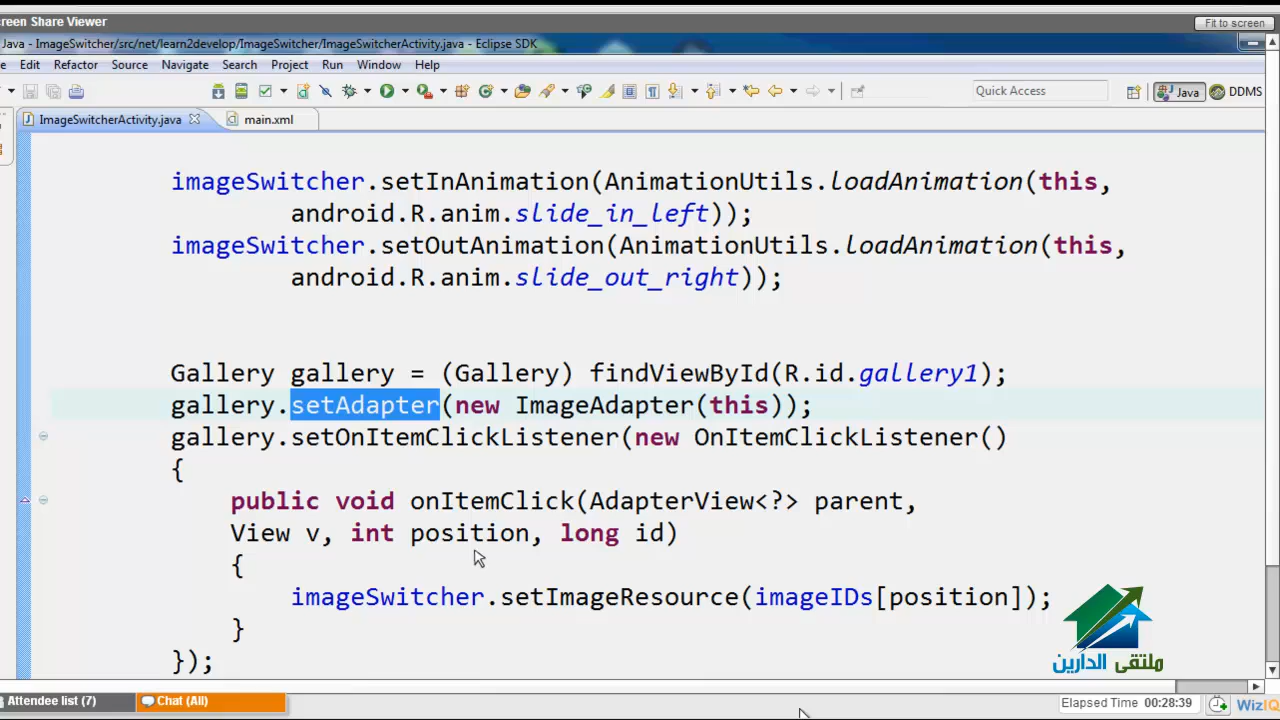 creen Share Viewer
Fit to screen
Java - ImageSwitcher/src/net/learn2develop/ImageSwitcher/ImageSwitcherActivity.java - Eclipse SDK
Edit Refactor Source Navigate Search Project Run Window Help
Quick Access
Java
DDMS
ImageSwitcherActivity.java
main.xml
imageSwitcher.setInAnimation(AnimationUtils.loadAnimation(this,
android.R.anim.slide_in_left));
imageSwitcher.setOutAnimation(AnimationUtils.loadAnimation(this,
android.R.anim.slide_out_right));
Gallery gallery = (Gallery) findViewById(R.id.gallery1);
gallery.setAdapter(new ImageAdapter(this));
gallery.setOnItemClickListener(new OnItemClickListener()
{
public void onItemClick(AdapterView<?> parent,
View v, int position, long id)
{
imageSwitcher.setImageResource(imageIDs[position]);
}
});
ملتقى الدارين
Attendee list (7)
Chat (All)
Elapsed Time 00:28:39
WizIQ